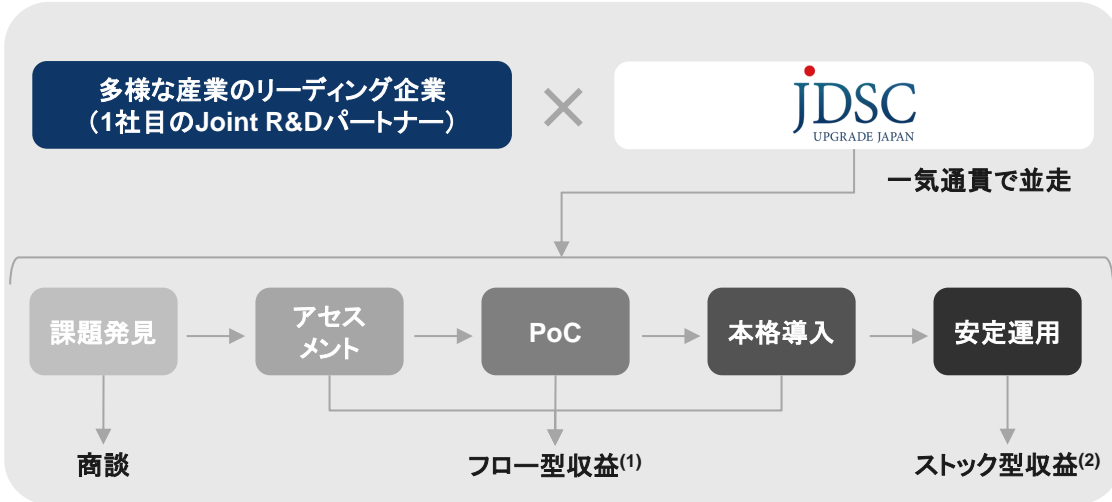 多様な産業のリーディング企業
（1社目のJoint R&Dパートナー）
×
JDSC
UPGRADE JAPAN
一気通貫で並走
課題発見
アセス
メント
PoC
本格導入
安定運用
商談
フロー型収益(1)
ストック型収益(2)